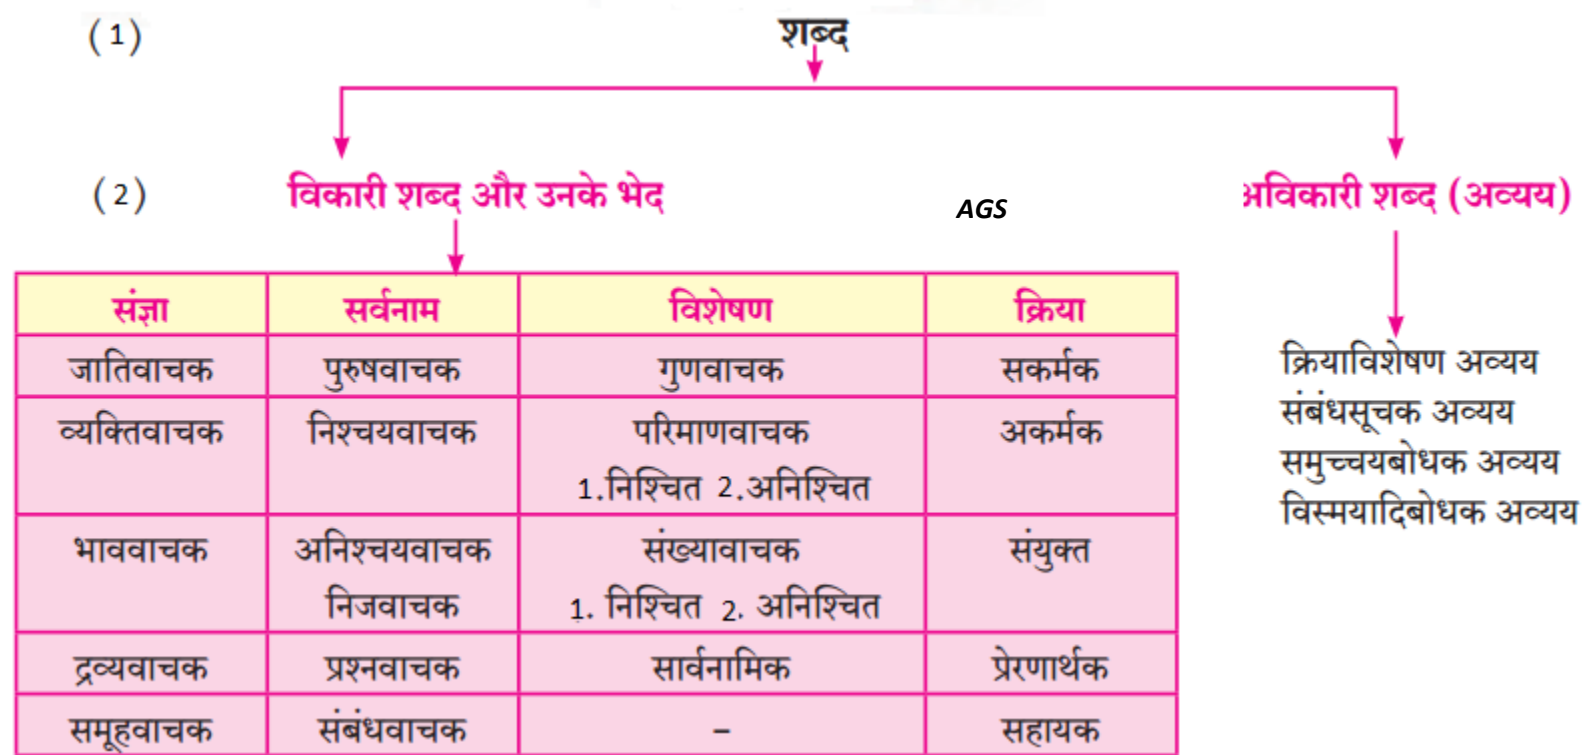 (1) शब्द
(2) विकारी शब्द और उनके भेद AGS अविकारी शब्द (अव्यय)
संज्ञा सर्वनाम विशेषण क्रिया
जातिवाचक पुरुषवाचक गुणवाचक सकर्मक
व्यक्तिवाचक निश्चयवाचक परिमाणवाचक अकर्मक
1.निश्चित 2.अनिश्चित
भाववाचक अनिश्चयवाचक संख्यावाचक संयुक्त
निजवाचक 1. निश्चित 2. अनिश्चित
द्रव्यवाचक प्रश्नवाचक सार्वनामिक प्रेरणार्थक
समूहवाचक संबंधवाचक – सहायक
क्रियाविशेषण अव्यय
संबंधसूचक अव्यय
समुच्चयबोधक अव्यय
विस्मयादिबोधक अव्यय